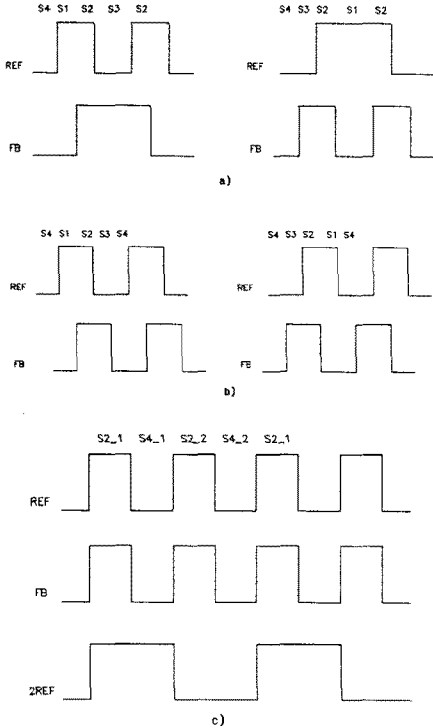 S4 S1 S2 S3 S2
REF
FB
S4 S3 S2 S1 S2
REF
FB
a)
S4 S1 S2 S3 S4
REF
FB
S4 S3 S2 S1 S4
REF
FB
b)
S2_1 S4_1 S2_2 S4_2 S2_1
REF
FB
2REF
c)